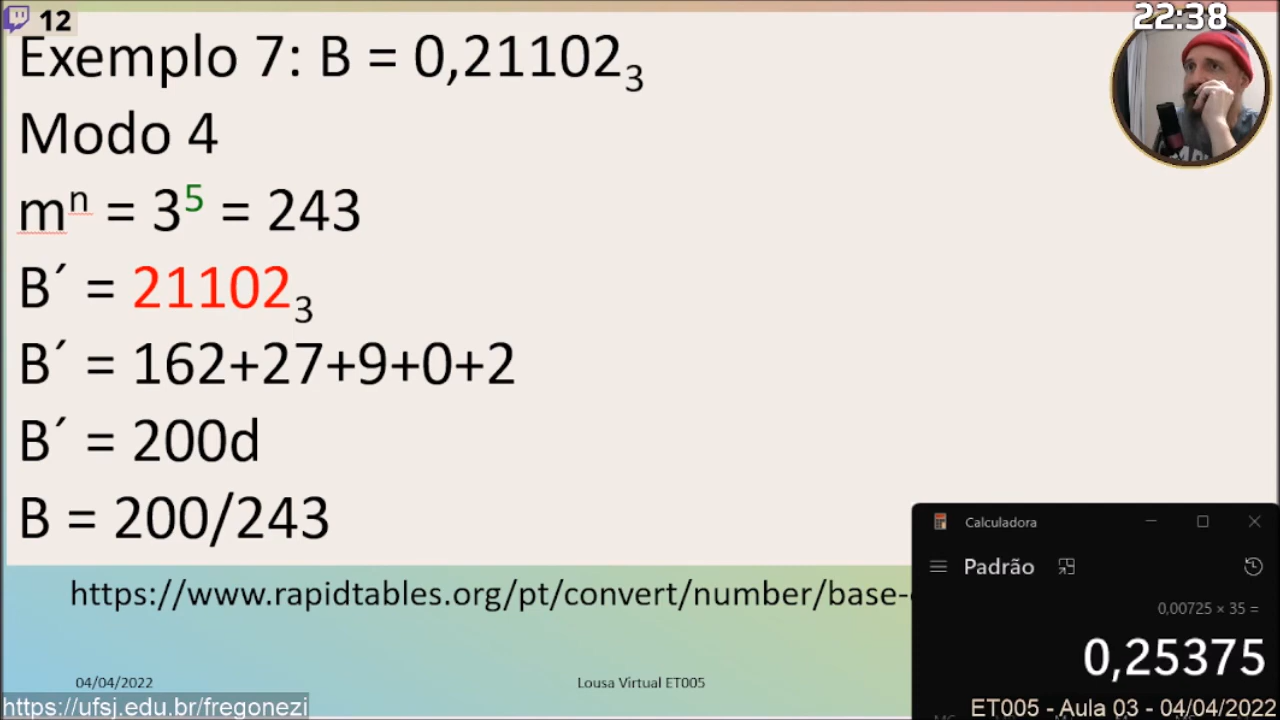 12
22:38
Exemplo 7: B = 0,21102₃
Modo 4
mⁿ = 3⁵ = 243
B´ = 21102₃
B´ = 162+27+9+0+2
B´ = 200d
B = 200/243
https://www.rapidtables.org/pt/convert/number/base-
Calculadora
Padrão
0,00725 × 35 =
0,25375
04/04/2022
Lousa Virtual ET005
https://ufsj.edu.br/fregonezi
ET005 - Aula 03 - 04/04/2022